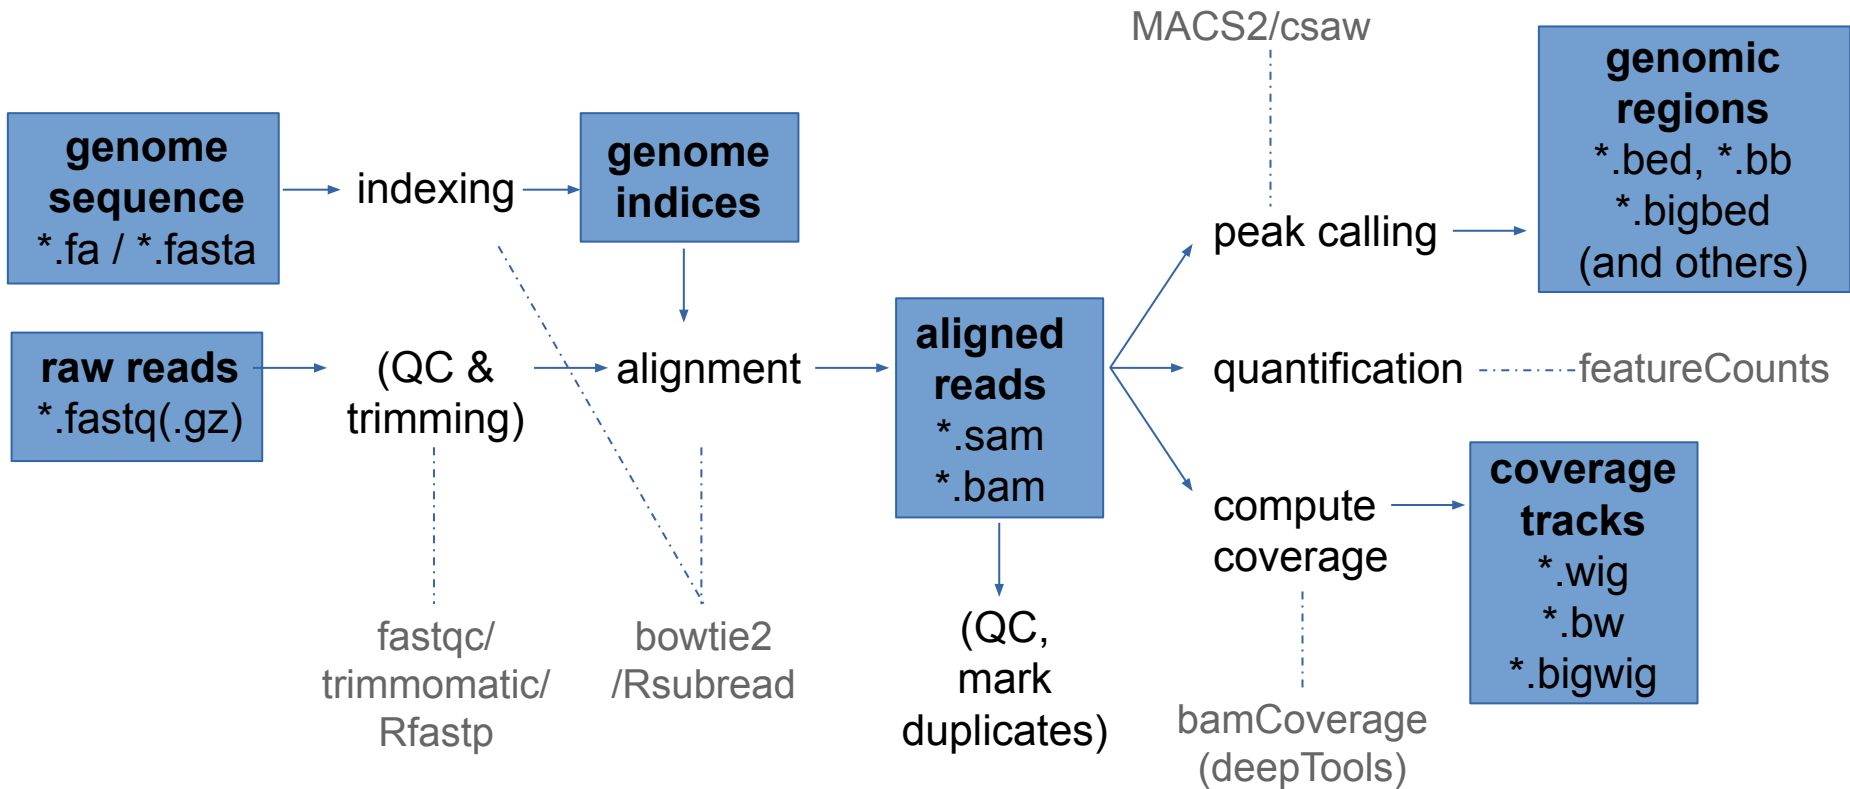 MACS2/csaw
genome
sequence
*.fa / *.fasta
indexing
genome
indices
peak calling
genomic
regions
*.bed, *.bb
*.bigbed
(and others)
raw reads
*.fastq(.gz)
(QC &
trimming)
alignment
aligned
reads
*.sam
*.bam
quantification
featureCounts
compute
coverage
coverage
tracks
*.wig
*.bw
*.bigwig
fastqc/
trimmomatic/
Rfastp
bowtie2
/Rsubread
(QC,
mark
duplicates)
bamCoverage
(deepTools)